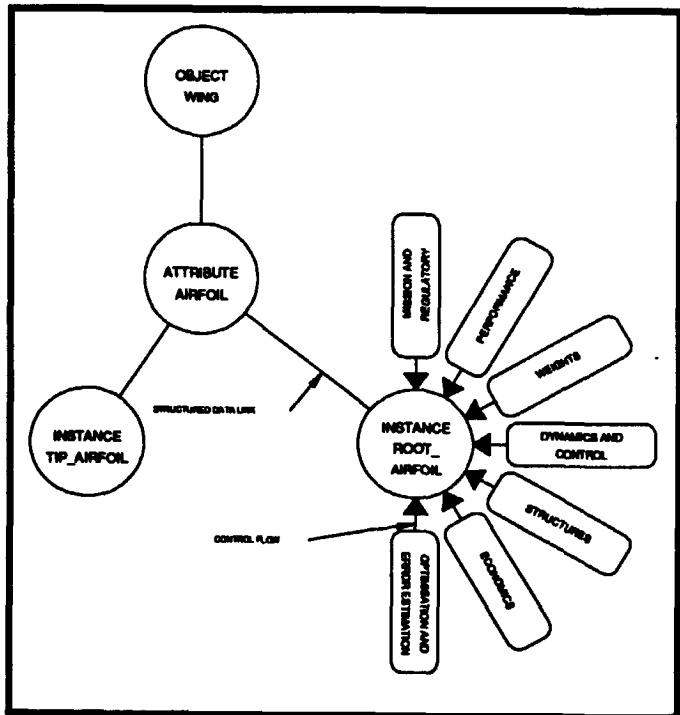 OBJECT
WING
ATTRIBUTE
AIRFOIL
INSTANCE
TIP_AIRFOIL
STRUCTURED DATA LINK
INSTANCE
ROOT_
AIRFOIL
CONTROL FLOW
MISSION AND
REGULATORY
PERFORMANCE
WEIGHTS
DYNAMICS AND
CONTROL
STRUCTURES
ECONOMICS
OPTIMISATION AND
ERROR ESTIMATION